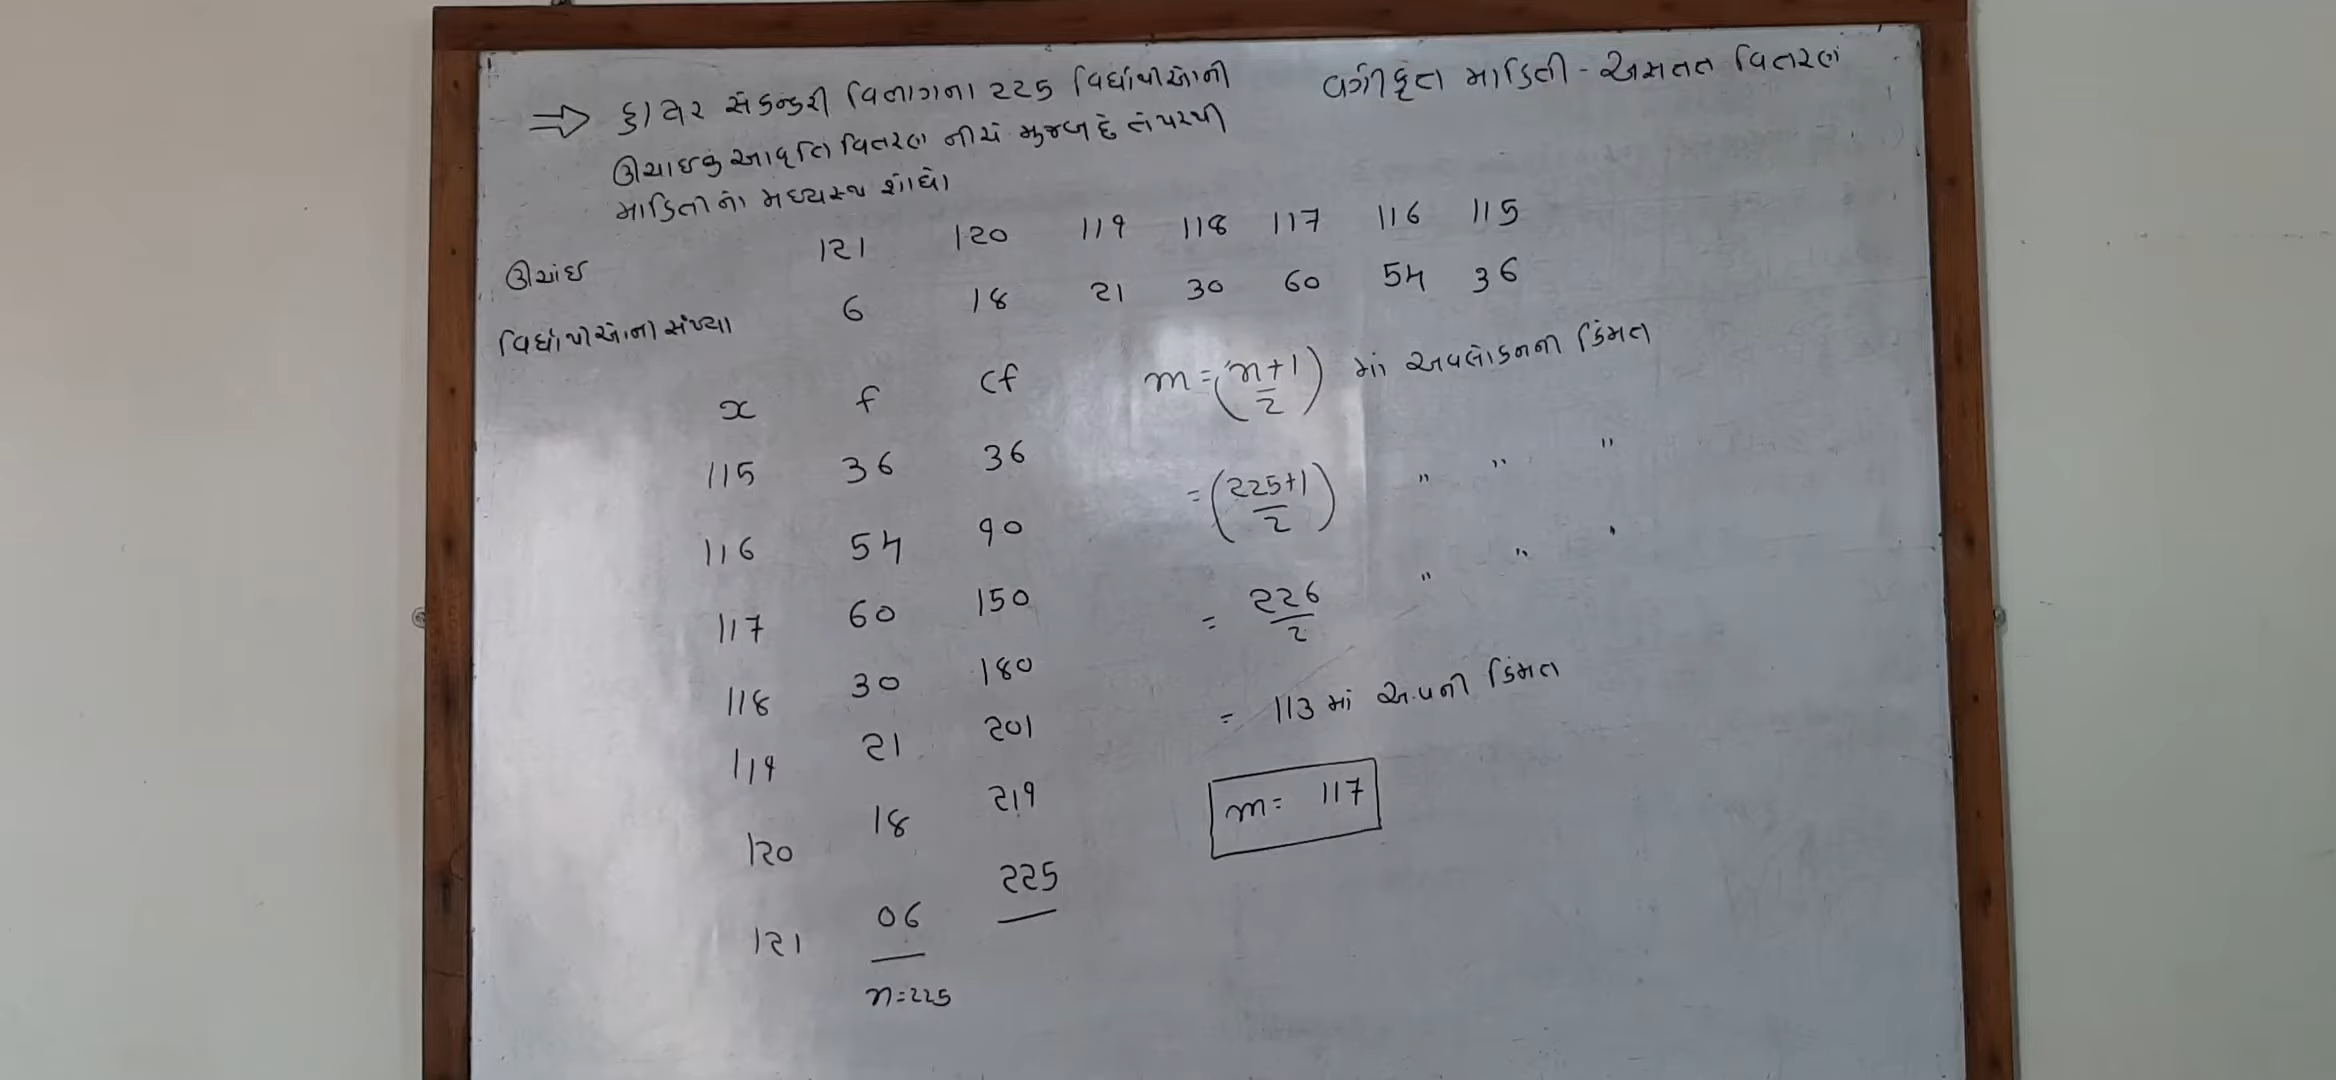 ⇒ હાયર સેકન્ડરી વિભાગના ૨૨5 વિદ્યાર્થીઓની
ઊંચાઈનું આવૃત્તિ વિતરણ નીચે મુજબ છે તે પરથી
માહિતીનો મધ્યસ્થ શોધો
વર્ગીકૃત માહિતી - અસતત વિતરણ
ઊંચાઈ 121 120 119 118 117 116 115
વિદ્યાર્થીઓની સંખ્યા 6 18 21 30 60 54 36
x f cf
115 36 36
116 54 90
117 60 150
118 30 180
119 21 201
120 18 219
121 06 225
n=225
m = (n+1/2) માં અવલોકનની કિંમત
= (225+1/2) " " "
= 226/2 " " "
= 113 માં અ.વની કિંમત
m = 117